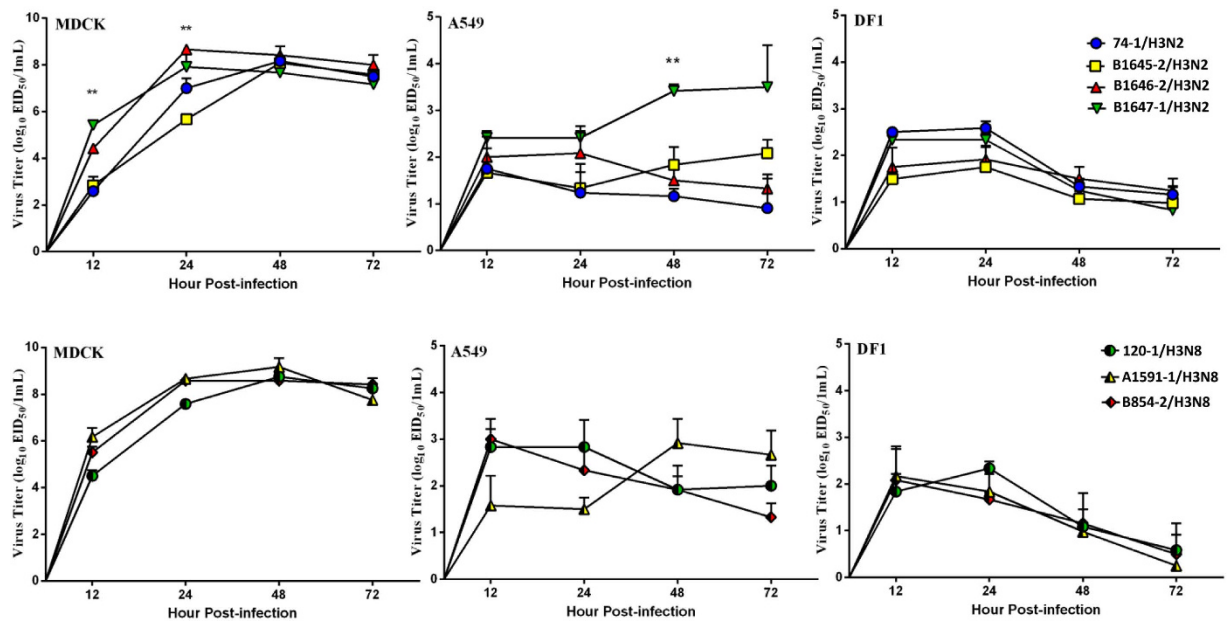 MDCK
**
**
Virus Titer (log₁₀ EID₅₀/1mL)
10
8
6
4
2
0
12 24 48 72
Hour Post-infection
A549
**
Virus Titer (log₁₀ EID₅₀/1mL)
5
4
3
2
1
0
12 24 48 72
Hour Post-infection
DF1
Virus Titer (log₁₀ EID₅₀/1mL)
5
4
3
2
1
0
12 24 48 72
Hour Post-infection
74-1/H3N2
B1645-2/H3N2
B1646-2/H3N2
B1647-1/H3N2
MDCK
Virus Titer (log₁₀ EID₅₀/1mL)
10
8
6
4
2
0
12 24 48 72
Hour Post-infection
A549
Virus Titer (log₁₀ EID₅₀/1mL)
5
4
3
2
1
0
12 24 48 72
Hour Post-infection
DF1
Virus Titer (log₁₀ EID₅₀/1mL)
5
4
3
2
1
0
12 24 48 72
Hour Post-infection
120-1/H3N8
A1591-1/H3N8
B854-2/H3N8